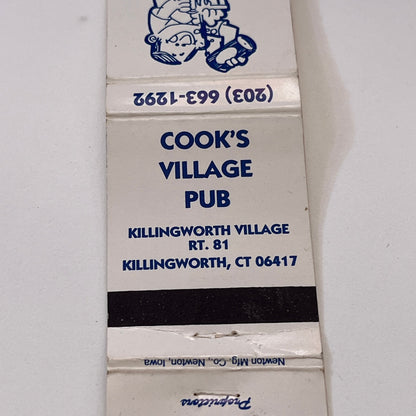 (203) 663-1292
COOK'S
VILLAGE
PUB
KILLINGWORTH VILLAGE
RT. 81
KILLINGWORTH, CT 06417
Newton Mfg. Co., Newton, Iowa
Proprietors